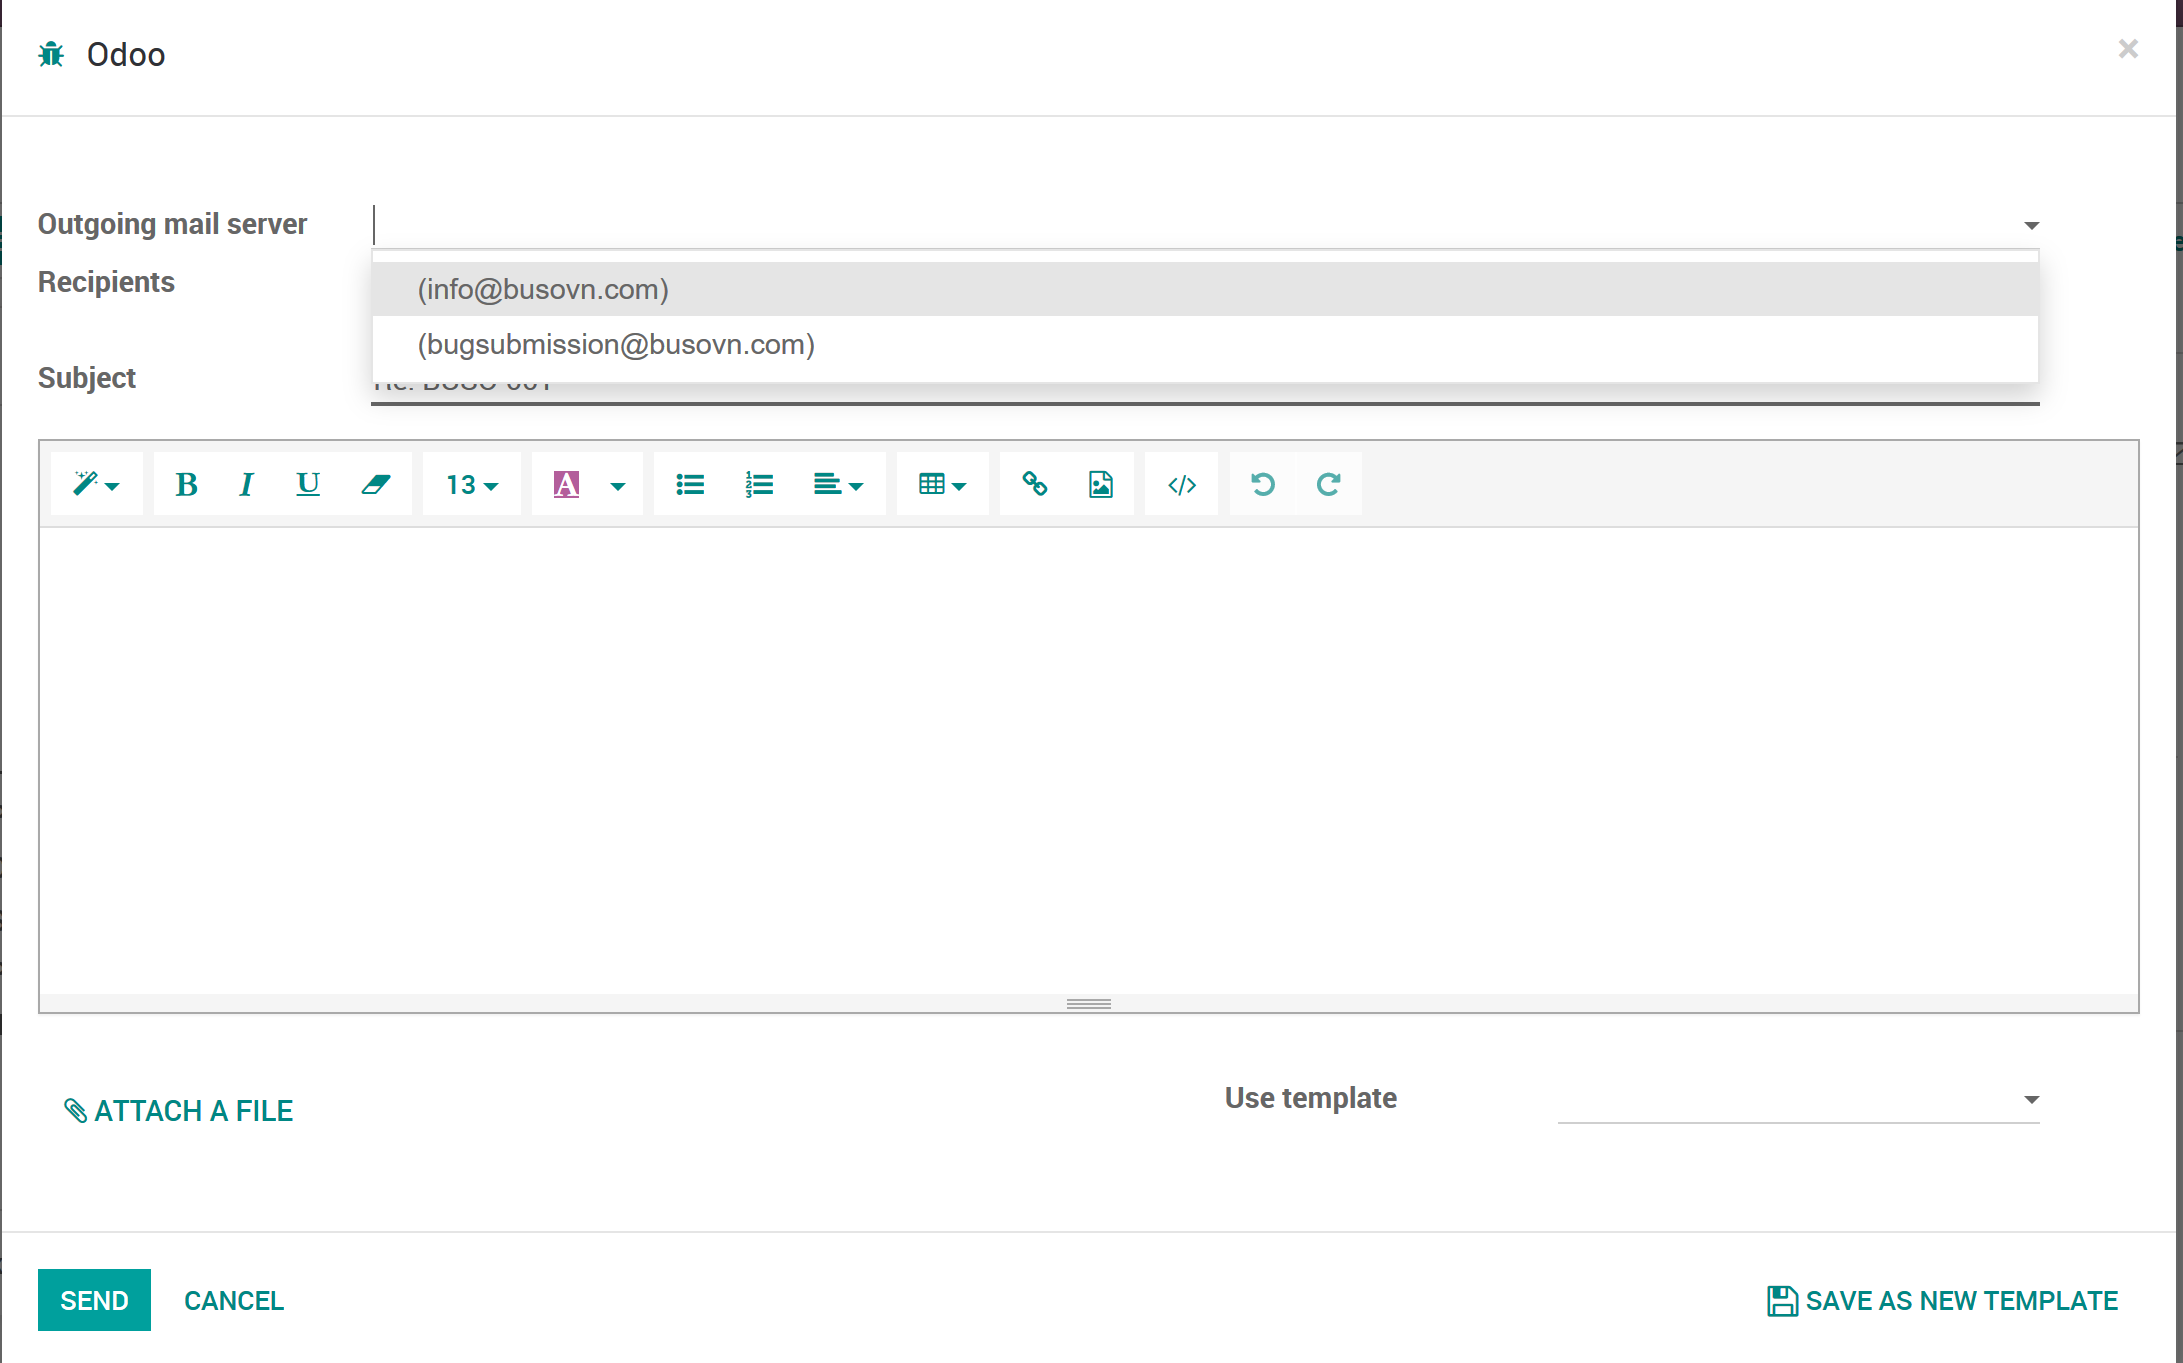 Odoo
×
Outgoing mail server
(info@busovn.com)
Recipients
(bugsubmission@busovn.com)
Subject
B I U 13 A </>
ATTACH A FILE
Use template
SEND CANCEL SAVE AS NEW TEMPLATE